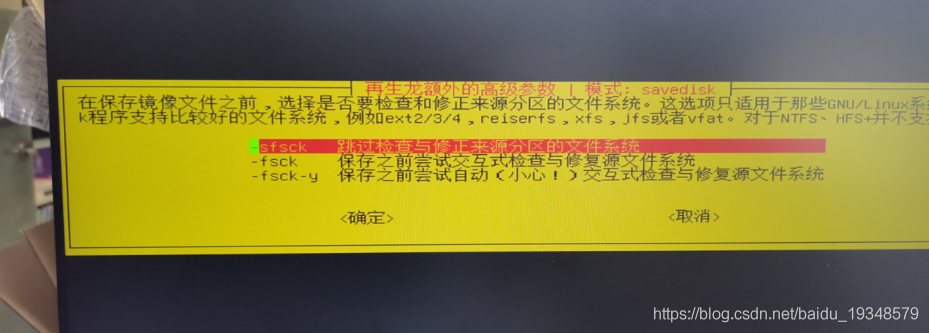 再生龙额外的高级参数 | 模式: savedisk
在保存镜像文件之前，选择是否要检查和修正来源分区的文件系统。这选项只适用于那些GNU/Linux系
k程序支持比较好的文件系统，例如ext2/3/4，reiserfs，xfs，jfs或者vfat。对于NTFS、HFS+并不支
-sfsck 跳过检查与修正来源分区的文件系统
-fsck 保存之前尝试交互式检查与修复源文件系统
-fsck-y 保存之前尝试自动（小心！）交互式检查与修复源文件系统
<确定> <取消>
https://blog.csdn.net/baidu_19348579